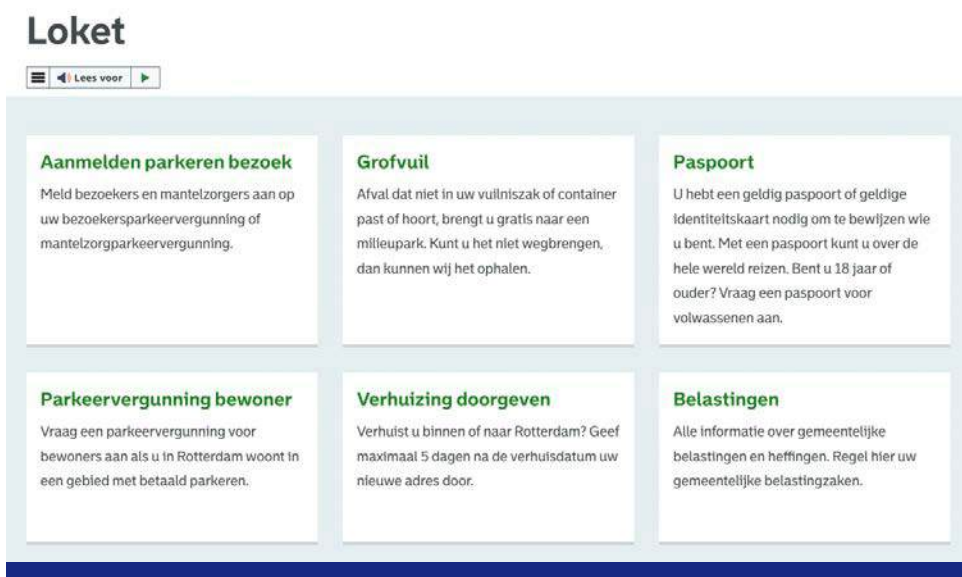 Loket
Lees voor
Aanmelden parkeren bezoek
Meld bezoekers en mantelzorgers aan op
uw bezoekersparkeervergunning of
mantelzorgparkeervergunning.
Grofvuil
Afval dat niet in uw vuilniszak of container
past of hoort, brengt u gratis naar een
milieupark. Kunt u het niet wegbrengen,
dan kunnen wij het ophalen.
Paspoort
U hebt een geldig paspoort of geldige
identiteitskaart nodig om te bewijzen wie
u bent. Met een paspoort kunt u over de
hele wereld reizen. Bent u 18 jaar of
ouder? Vraag een paspoort voor
volwassenen aan.
Parkeervergunning bewoner
Vraag een parkeervergunning voor
bewoners aan als u in Rotterdam woont in
een gebied met betaald parkeren.
Verhuizing doorgeven
Verhuist u binnen of naar Rotterdam? Geef
maximaal 5 dagen na de verhuisdatum uw
nieuwe adres door.
Belastingen
Alle informatie over gemeentelijke
belastingen en heffingen. Regel hier uw
gemeentelijke belastingzaken.